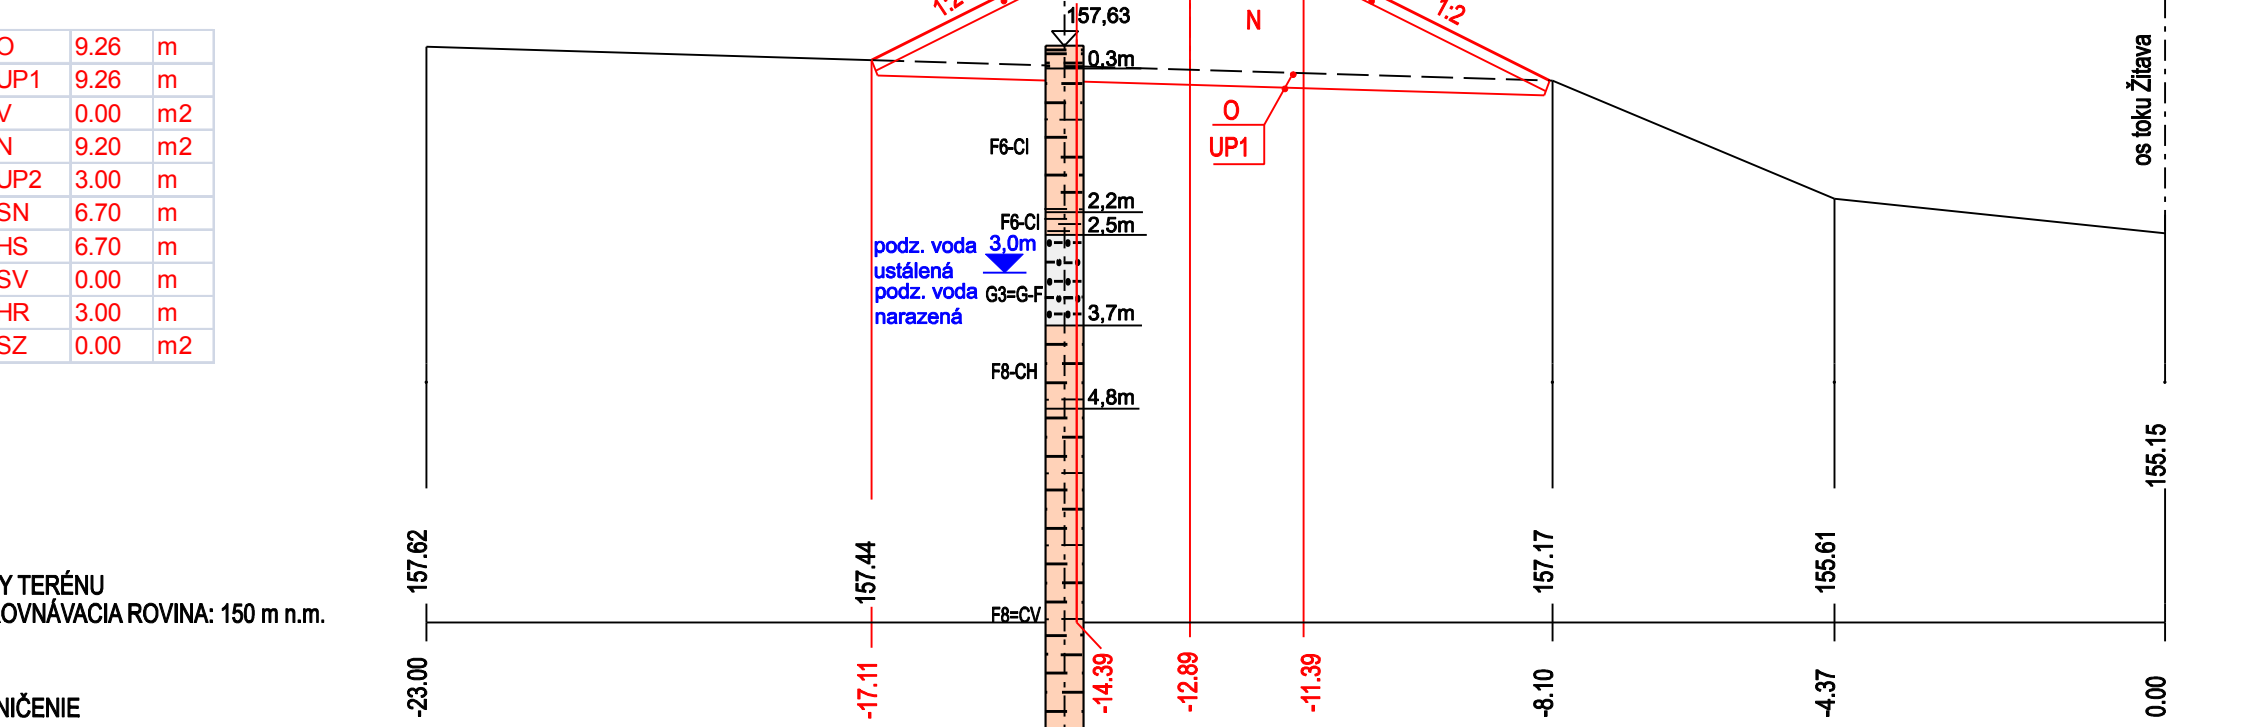 O 9.26 m
UP1 9.26 m
V 0.00 m2
N 9.20 m2
UP2 3.00 m
SN 6.70 m
HS 6.70 m
SV 0.00 m
HR 3.00 m
SZ 0.00 m2
1:2
157,63
N
1:2
0,3m
O
UP1
F6-CI
2,2m
F6-CI
2,5m
podz. voda 3,0m
ustálená
podz. voda
narazená
G3=G-F
3,7m
F8-CH
4,8m
F8=CV
os toku Žitava
157.62
157.44
157.17
155.61
155.15
Y TERÉNU
OVNÁVACIA ROVINA: 150 m n.m.
-23.00
-17.11
-14.39
-12.89
-11.39
-8.10
-4.37
0.00
NIČENIE